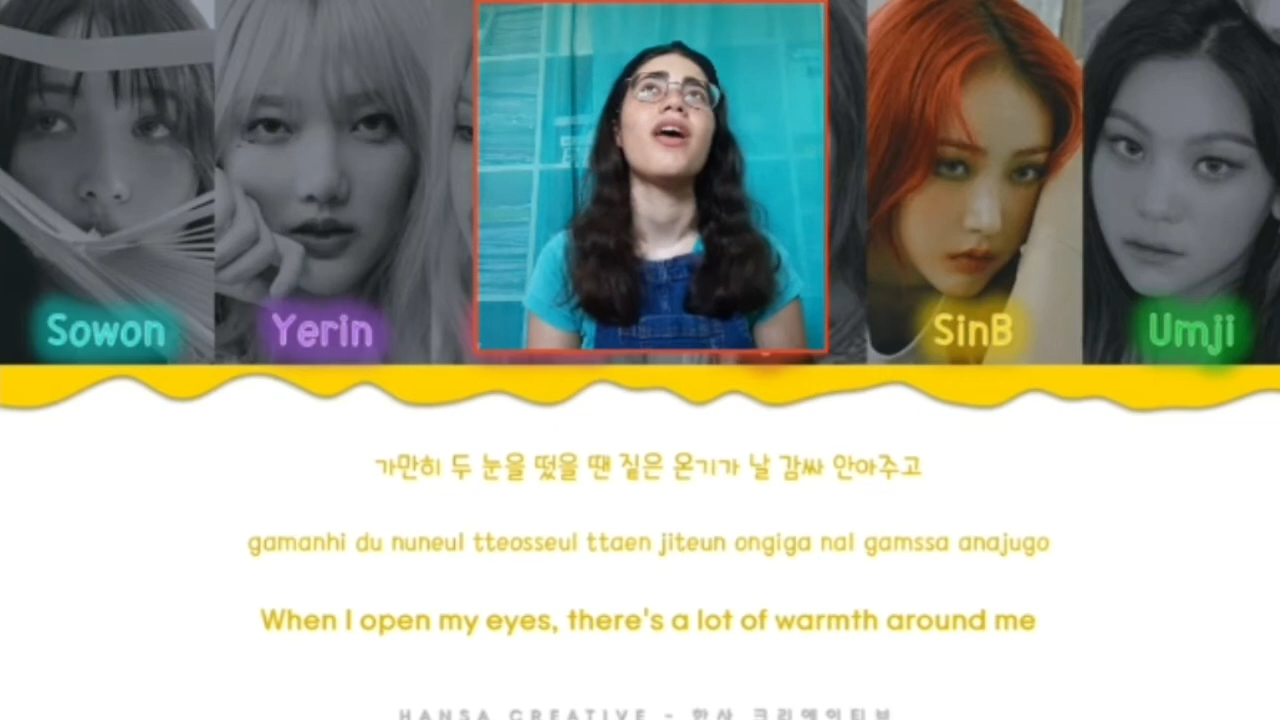 Sowon
Yerin
SinB
Umji
가만히 두 눈을 떴을 땐 짙은 온기가 날 감싸 안아주고
gamanhi du nuneul tteosseul ttaen jiteun ongiga nal gamssa anajugo
When I open my eyes, there's a lot of warmth around me
HANSA CREATIVE - 한사 크리에이티브